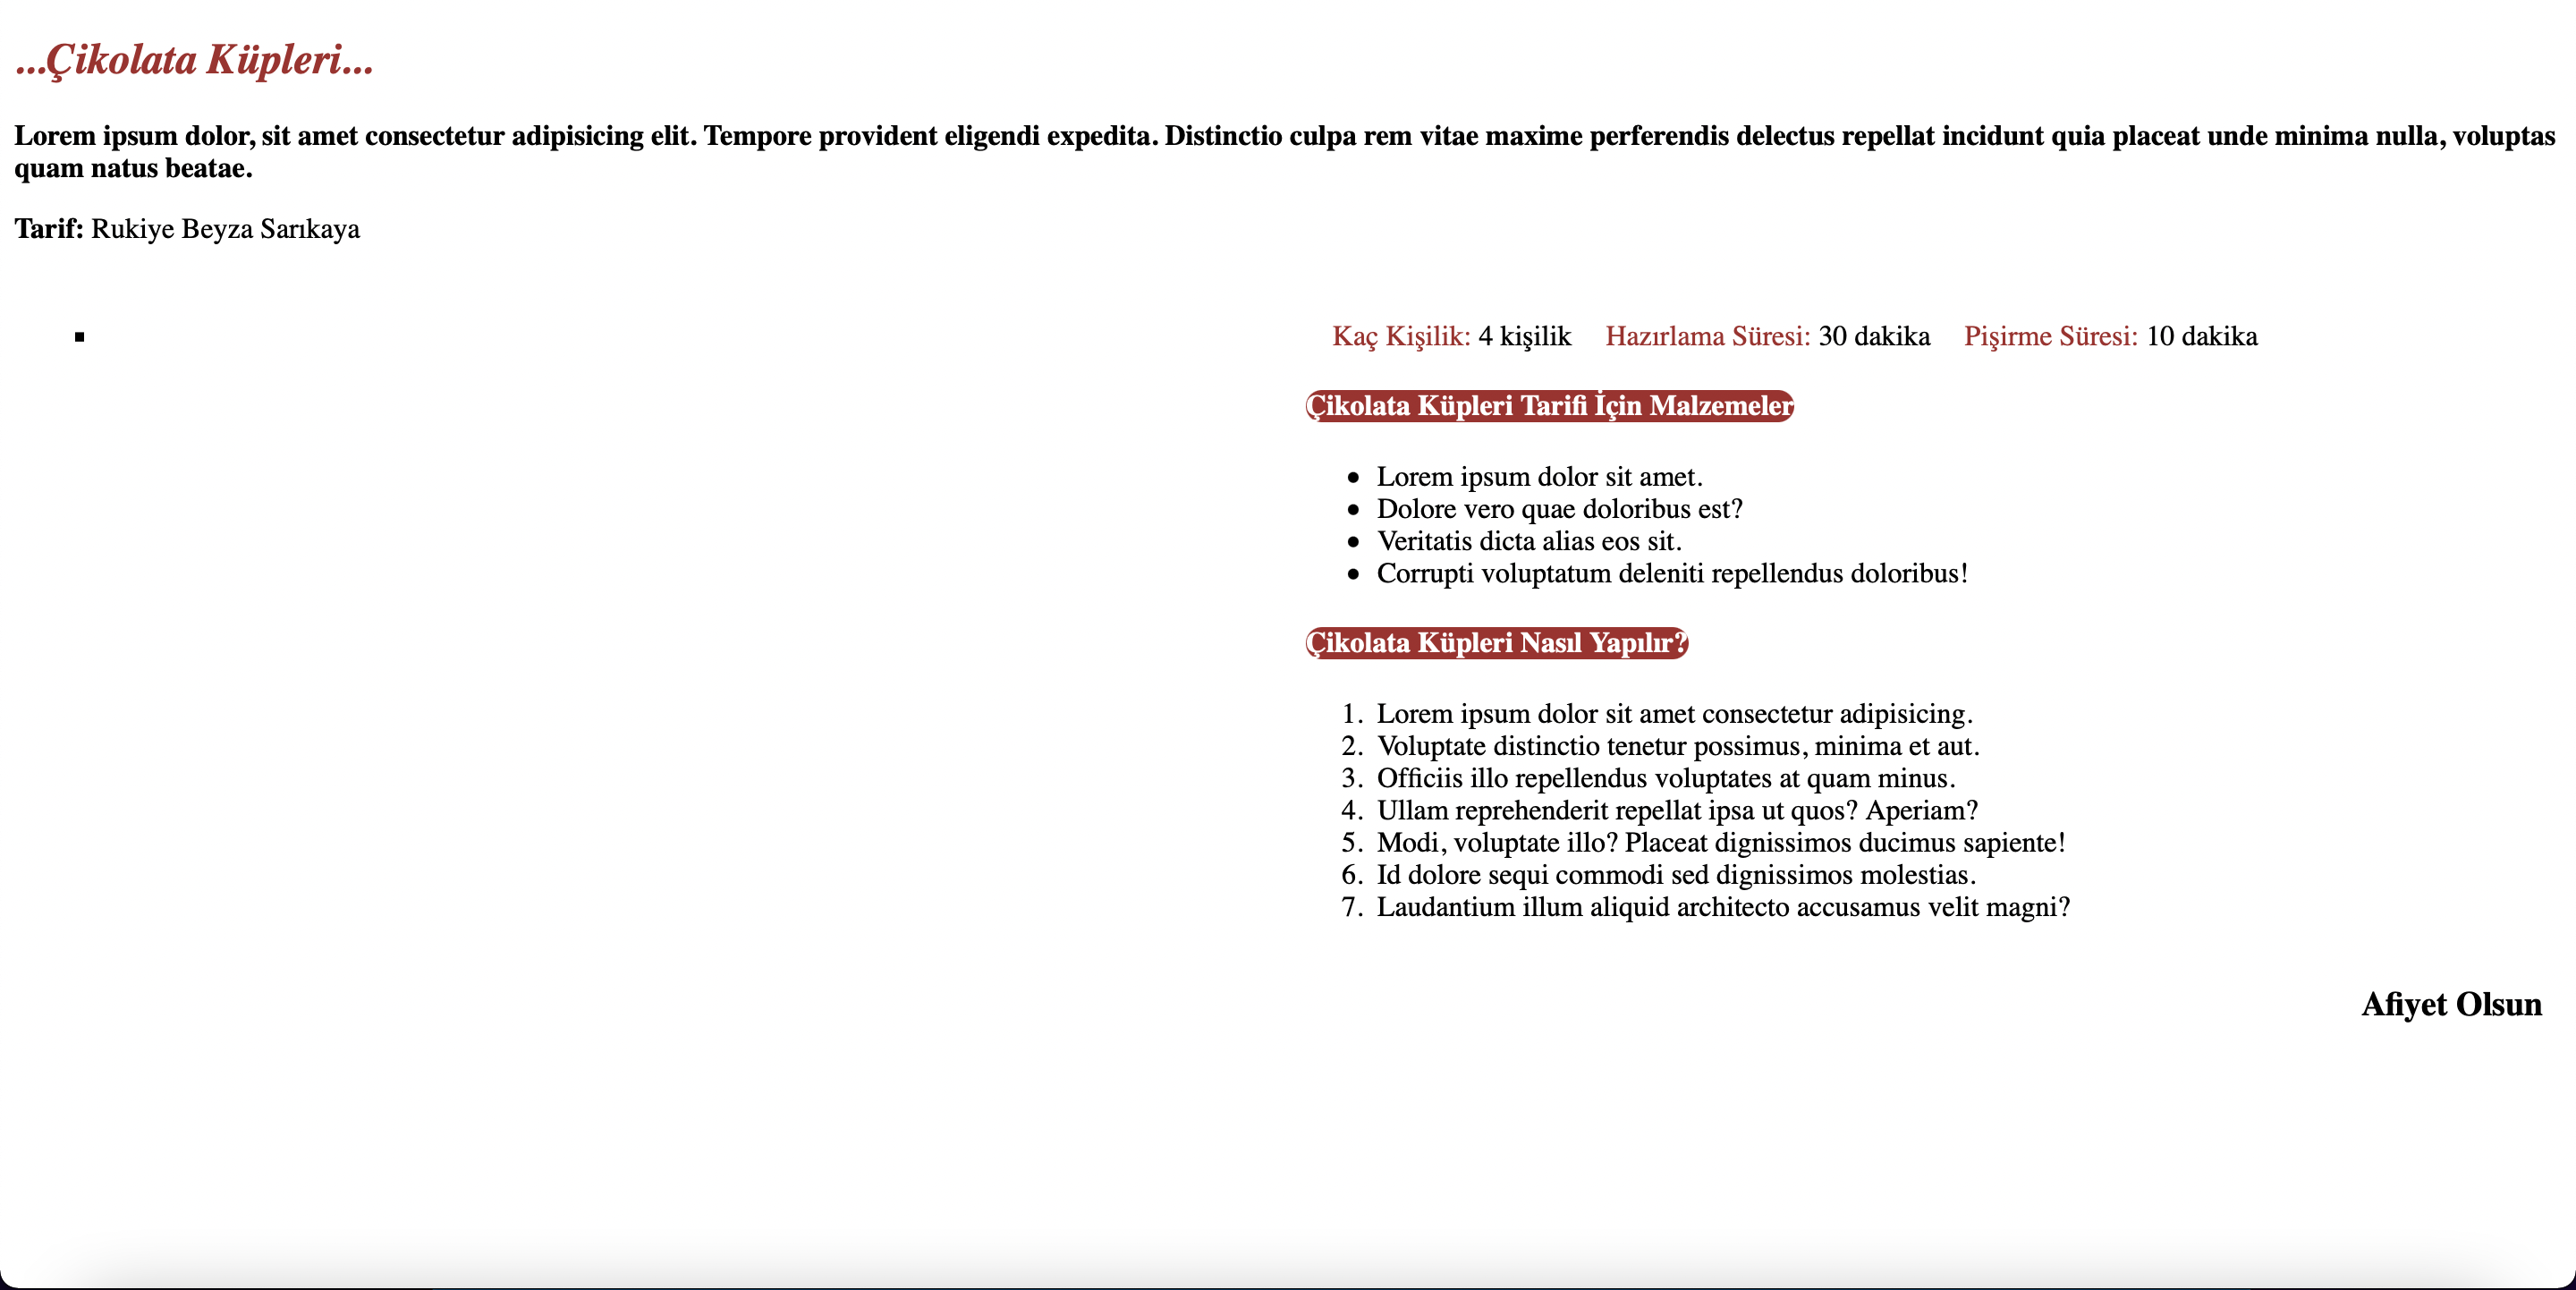 ...Çikolata Küpleri...
Lorem ipsum dolor, sit amet consectetur adipisicing elit. Tempore provident eligendi expedita. Distinctio culpa rem vitae maxime perferendis delectus repellat incidunt quia placeat unde minima nulla, voluptas
quam natus beatae.
Tarif: Rukiye Beyza Sarıkaya
Kaç Kişilik: 4 kişilik Hazırlama Süresi: 30 dakika Pişirme Süresi: 10 dakika
Çikolata Küpleri Tarifi İçin Malzemeler
• Lorem ipsum dolor sit amet.
• Dolore vero quae doloribus est?
• Veritatis dicta alias eos sit.
• Corrupti voluptatum deleniti repellendus doloribus!
Çikolata Küpleri Nasıl Yapılır?
1. Lorem ipsum dolor sit amet consectetur adipisicing.
2. Voluptate distinctio tenetur possimus, minima et aut.
3. Officiis illo repellendus voluptates at quam minus.
4. Ullam reprehenderit repellat ipsa ut quos? Aperiam?
5. Modi, voluptate illo? Placeat dignissimos ducimus sapiente!
6. Id dolore sequi commodi sed dignissimos molestias.
7. Laudantium illum aliquid architecto accusamus velit magni?
Afiyet Olsun